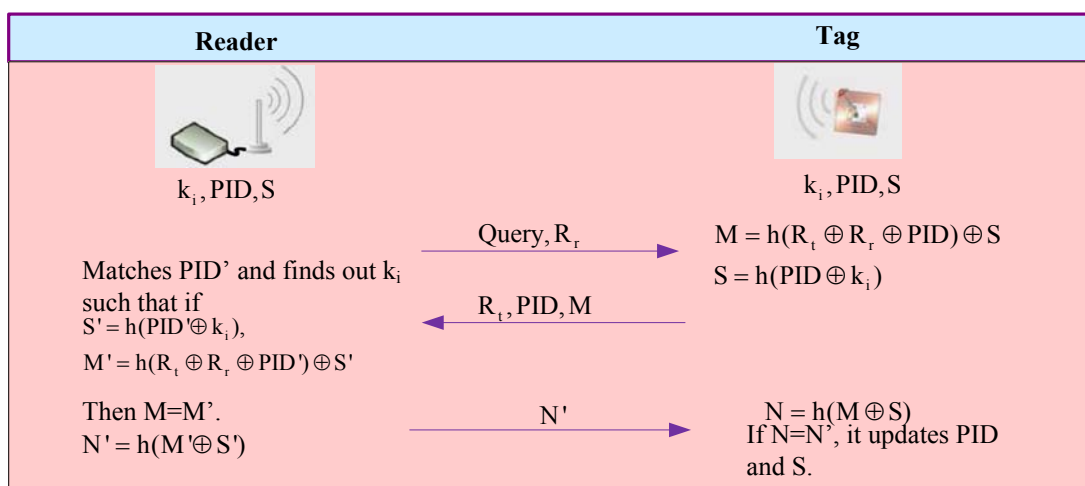 Reader
Tag
k_i, PID, S
k_i, PID, S
Query, R_r
M = h(R_t ⊕ R_r ⊕ PID) ⊕ S
S = h(PID ⊕ k_i)
Matches PID’ and finds out k_i
such that if
S' = h(PID' ⊕ k_i),
M' = h(R_t ⊕ R_r ⊕ PID') ⊕ S'
R_t, PID, M
Then M=M’.
N' = h(M' ⊕ S')
N'
N = h(M ⊕ S)
If N=N’, it updates PID
and S.